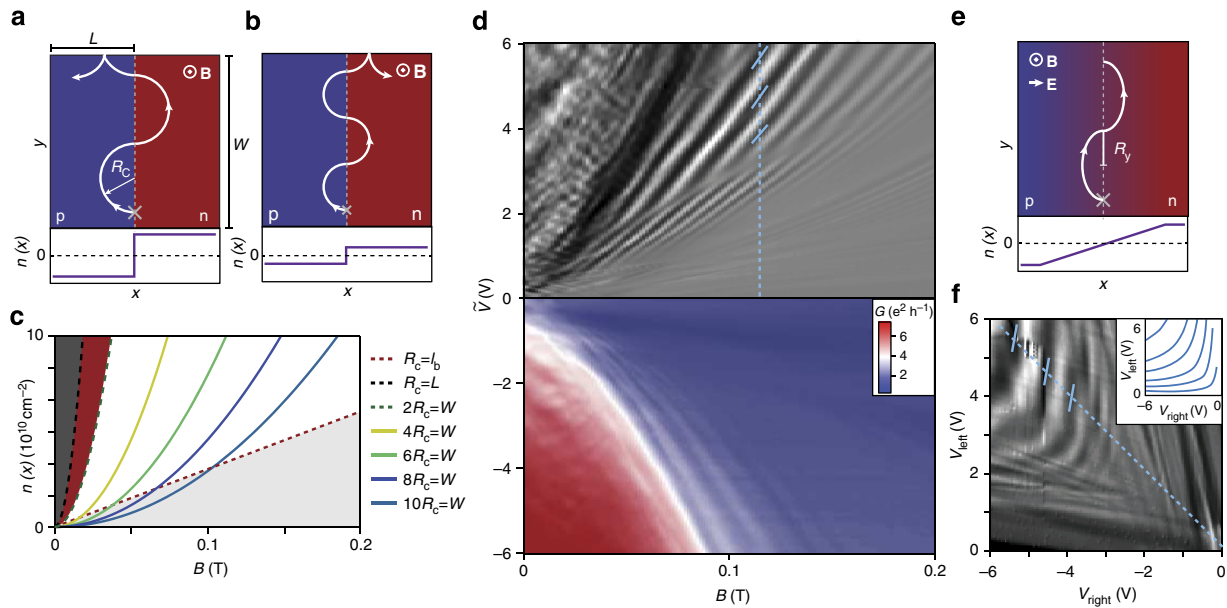 a
L
B
R_C
p
n
y
W
n (x)
0
x
b
B
p
n
n (x)
0
x
c
10
5
0
n(x) (10^10 cm^-2)
0
0.1
0.2
B (T)
R_c=l_b
R_c=L
2R_c=W
4R_c=W
6R_c=W
8R_c=W
10R_c=W
d
6
4
2
0
-2
-4
-6
Ṽ (V)
G (e^2 h^-1)
6
4
2
0
0.1
0.2
B (T)
e
B
E
R_y
y
p
n
n (x)
0
x
f
6
5
4
3
2
1
0
V_left (V)
6
0
V_left (V)
-6
0
V_right (V)
-6
-4
-2
0
V_right (V)